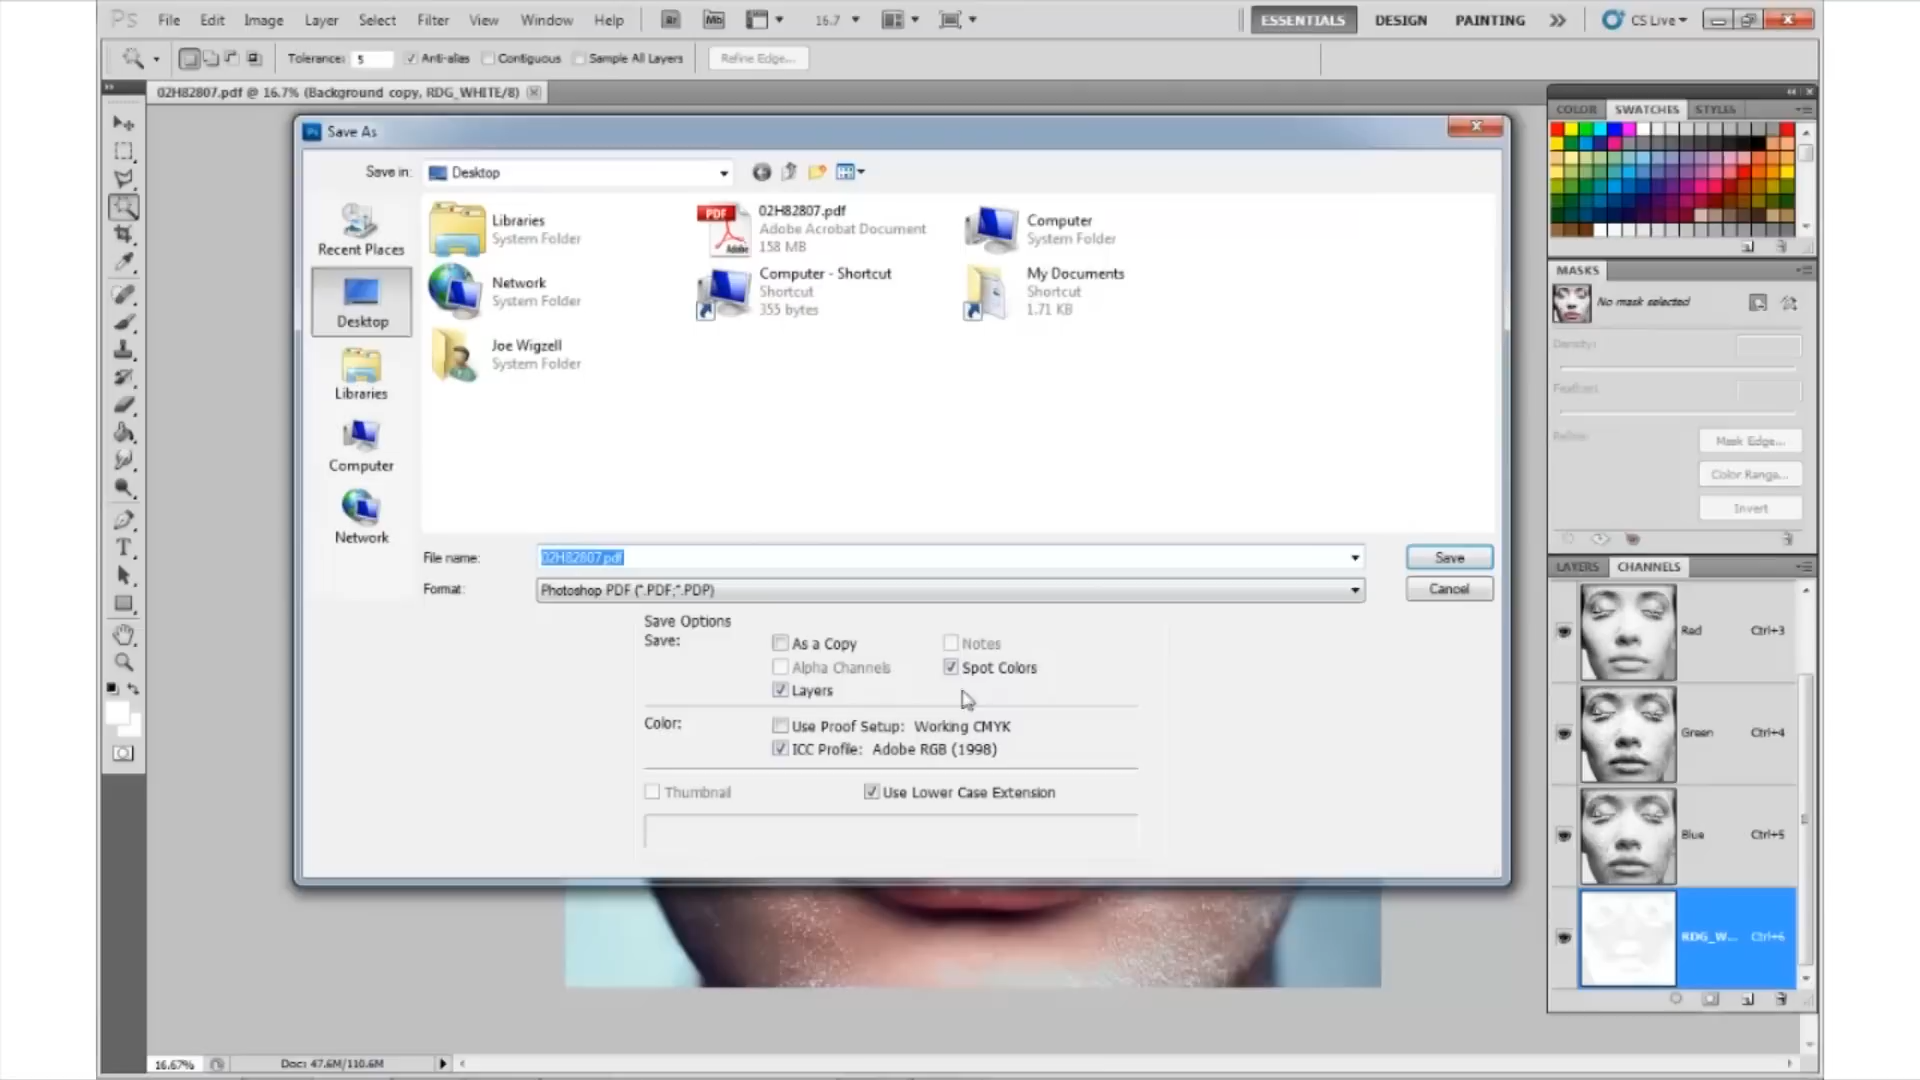 Ps File Edit Image Layer Select Filter View Window Help Br Mb 16.7 ESSENTIALS DESIGN PAINTING CS Live
Tolerance: 5 Anti-alias Contiguous Sample All Layers Refine Edge...
02H82807.pdf @ 16.7% (Background copy, RDG_WHITE/8)
Save As
Save in: Desktop
Recent Places
Desktop
Libraries
Computer
Network
Libraries
System Folder
02H82807.pdf
Adobe Acrobat Document
158 MB
Computer
System Folder
Network
System Folder
Computer - Shortcut
Shortcut
355 bytes
My Documents
Shortcut
1.71 KB
Joe Wigzell
System Folder
File name: 02H82807.pdf
Save
Format: Photoshop PDF (*.PDF;*.PDP)
Cancel
Save Options
Save:
As a Copy
Notes
Alpha Channels
Spot Colors
Layers
Color:
Use Proof Setup: Working CMYK
ICC Profile: Adobe RGB (1998)
Thumbnail
Use Lower Case Extension
COLOR SWATCHES STYLES
MASKS
No mask selected
Density:
Feather:
Refine:
Mask Edge...
Color Range...
Invert
LAYERS CHANNELS
Red Ctrl+3
Green Ctrl+4
Blue Ctrl+5
RDG_W... Ctrl+6
16.67% Doc: 47.6M/110.6M